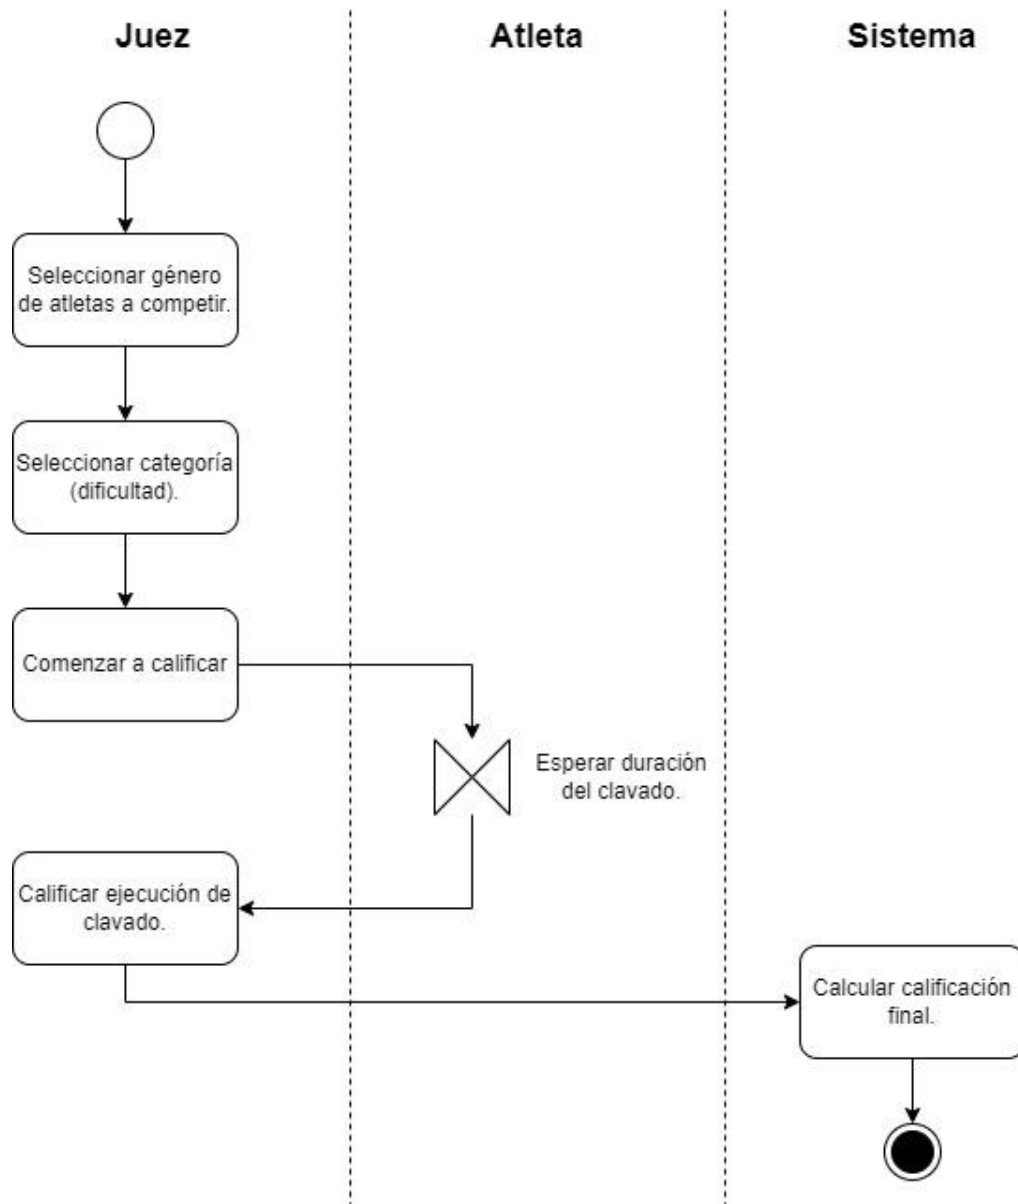 Juez
Atleta
Sistema
Seleccionar género
de atletas a competir.
Seleccionar categoría
(dificultad).
Comenzar a calificar
Esperar duración
del clavado.
Calificar ejecución de
clavado.
Calcular calificación
final.